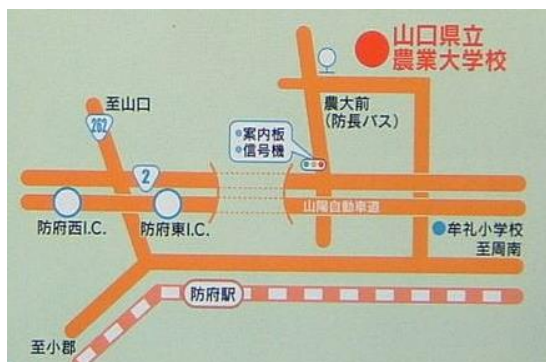 山口県立
農業大学校
至山口
262
農大前
(防長バス)
案内板
信号機
2
山陽自動車道
防府西I.C.
防府東I.C.
牟礼小学校
至周南
防府駅
至小郡